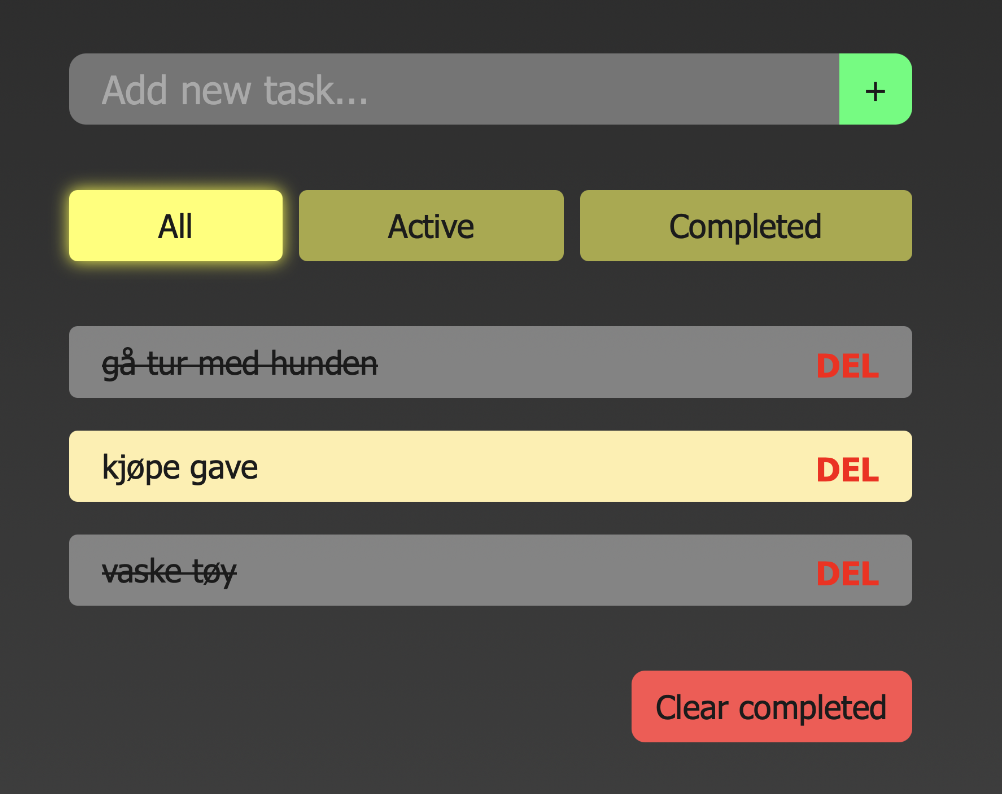 Add new task...
+
All
Active
Completed
gå tur med hunden
DEL
kjøpe gave
DEL
vaske tøy
DEL
Clear completed